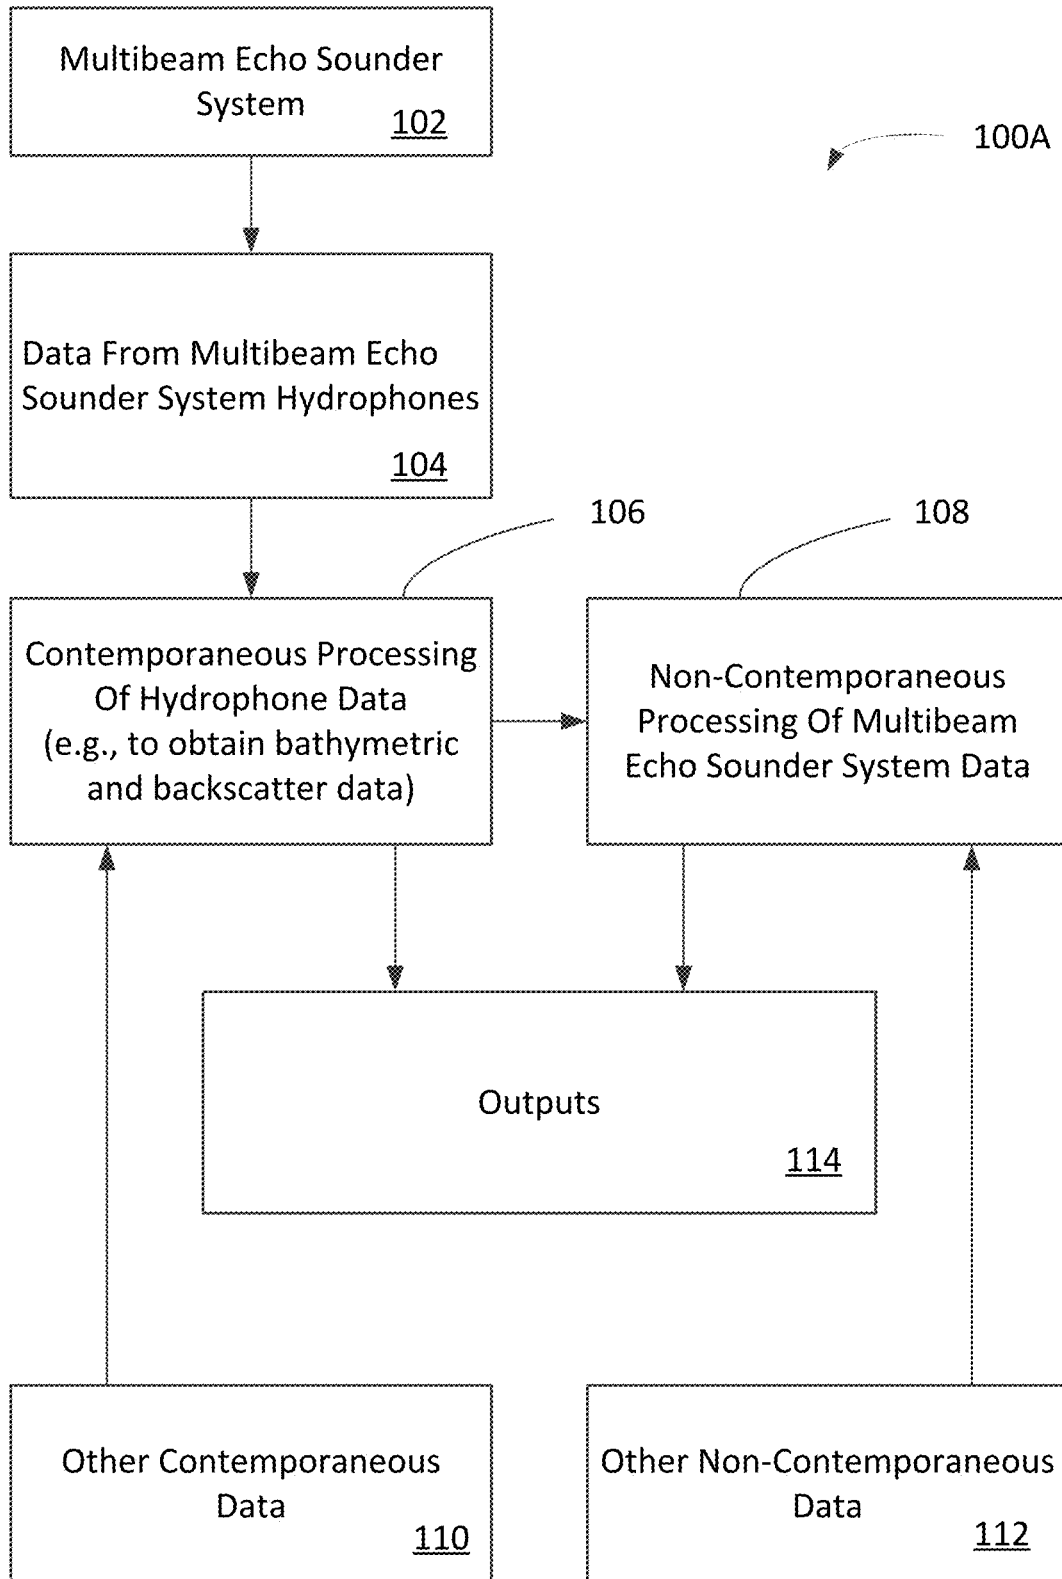 Multibeam Echo Sounder
System
102
100A
Data From Multibeam Echo
Sounder System Hydrophones
104
106
108
Contemporaneous Processing
Of Hydrophone Data
(e.g., to obtain bathymetric
and backscatter data)
Non-Contemporaneous
Processing Of Multibeam
Echo Sounder System Data
Outputs
114
Other Contemporaneous
Data
110
Other Non-Contemporaneous
Data
112